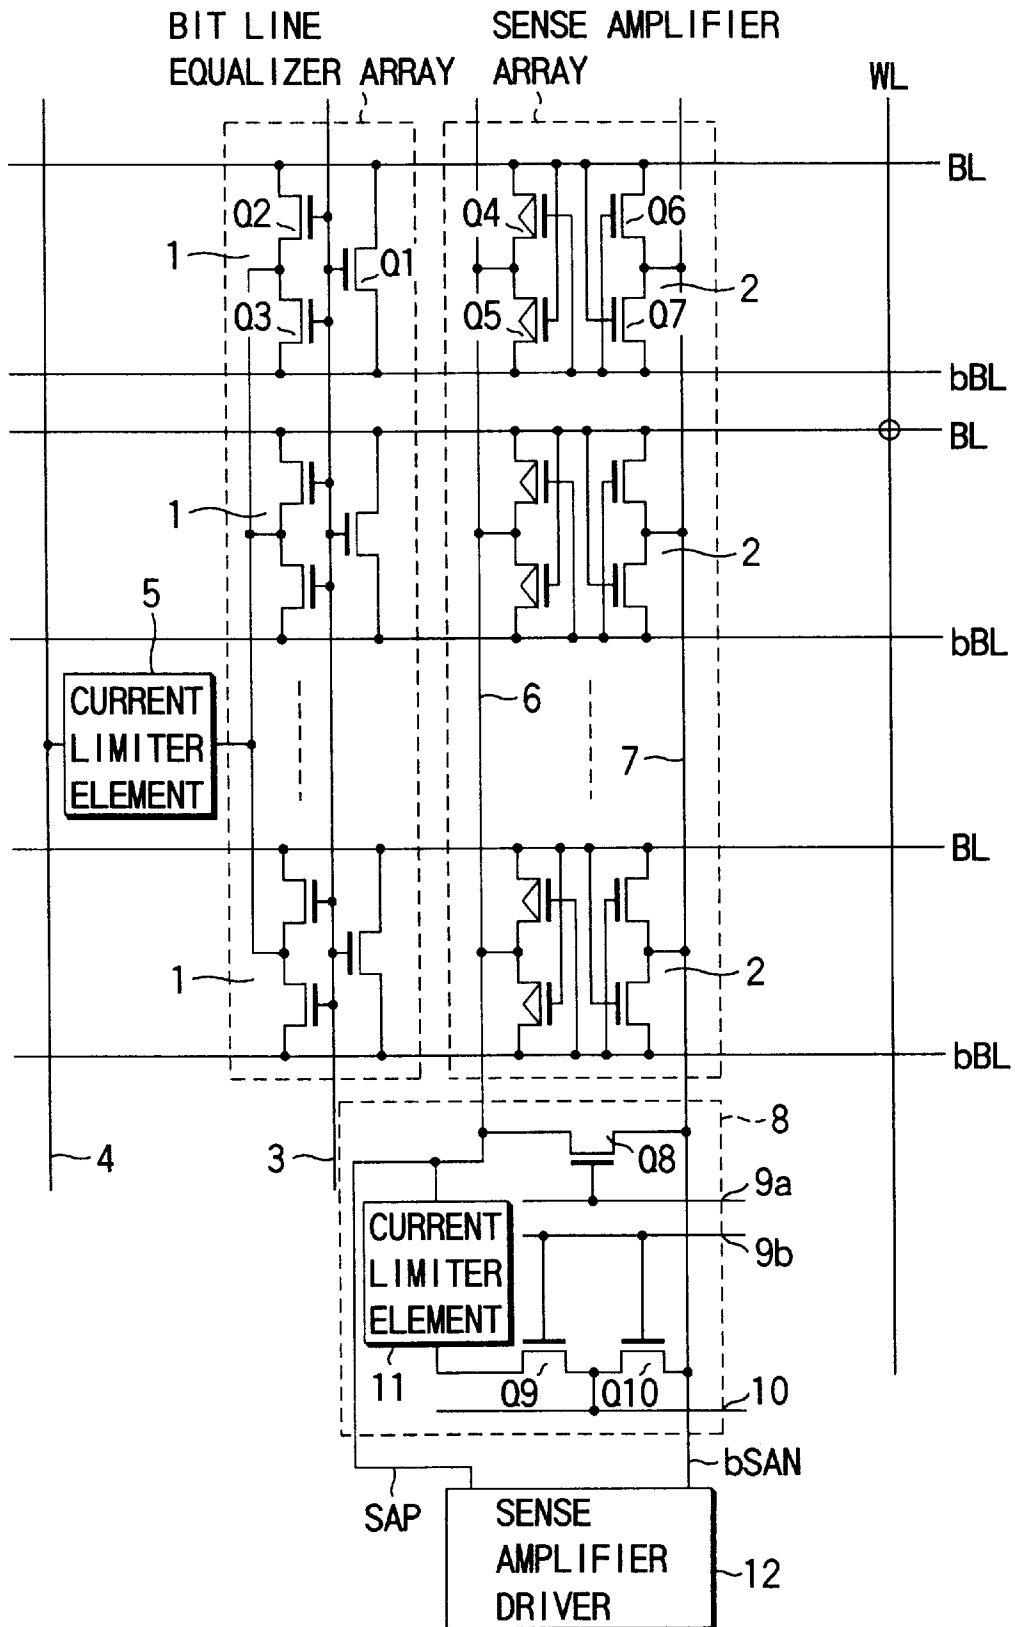 BIT LINE
EQUALIZER ARRAY
SENSE AMPLIFIER
ARRAY
WL
BL
Q2
Q4
Q6
1
Q1
2
Q3
Q5
Q7
bBL
BL
1
2
5
bBL
CURRENT
LIMITER
ELEMENT
6
7
BL
1
2
bBL
8
4
3
Q8
9a
CURRENT
LIMITER
ELEMENT
9b
11
Q9
Q10
10
bSAN
SAP
SENSE
AMPLIFIER
DRIVER
12